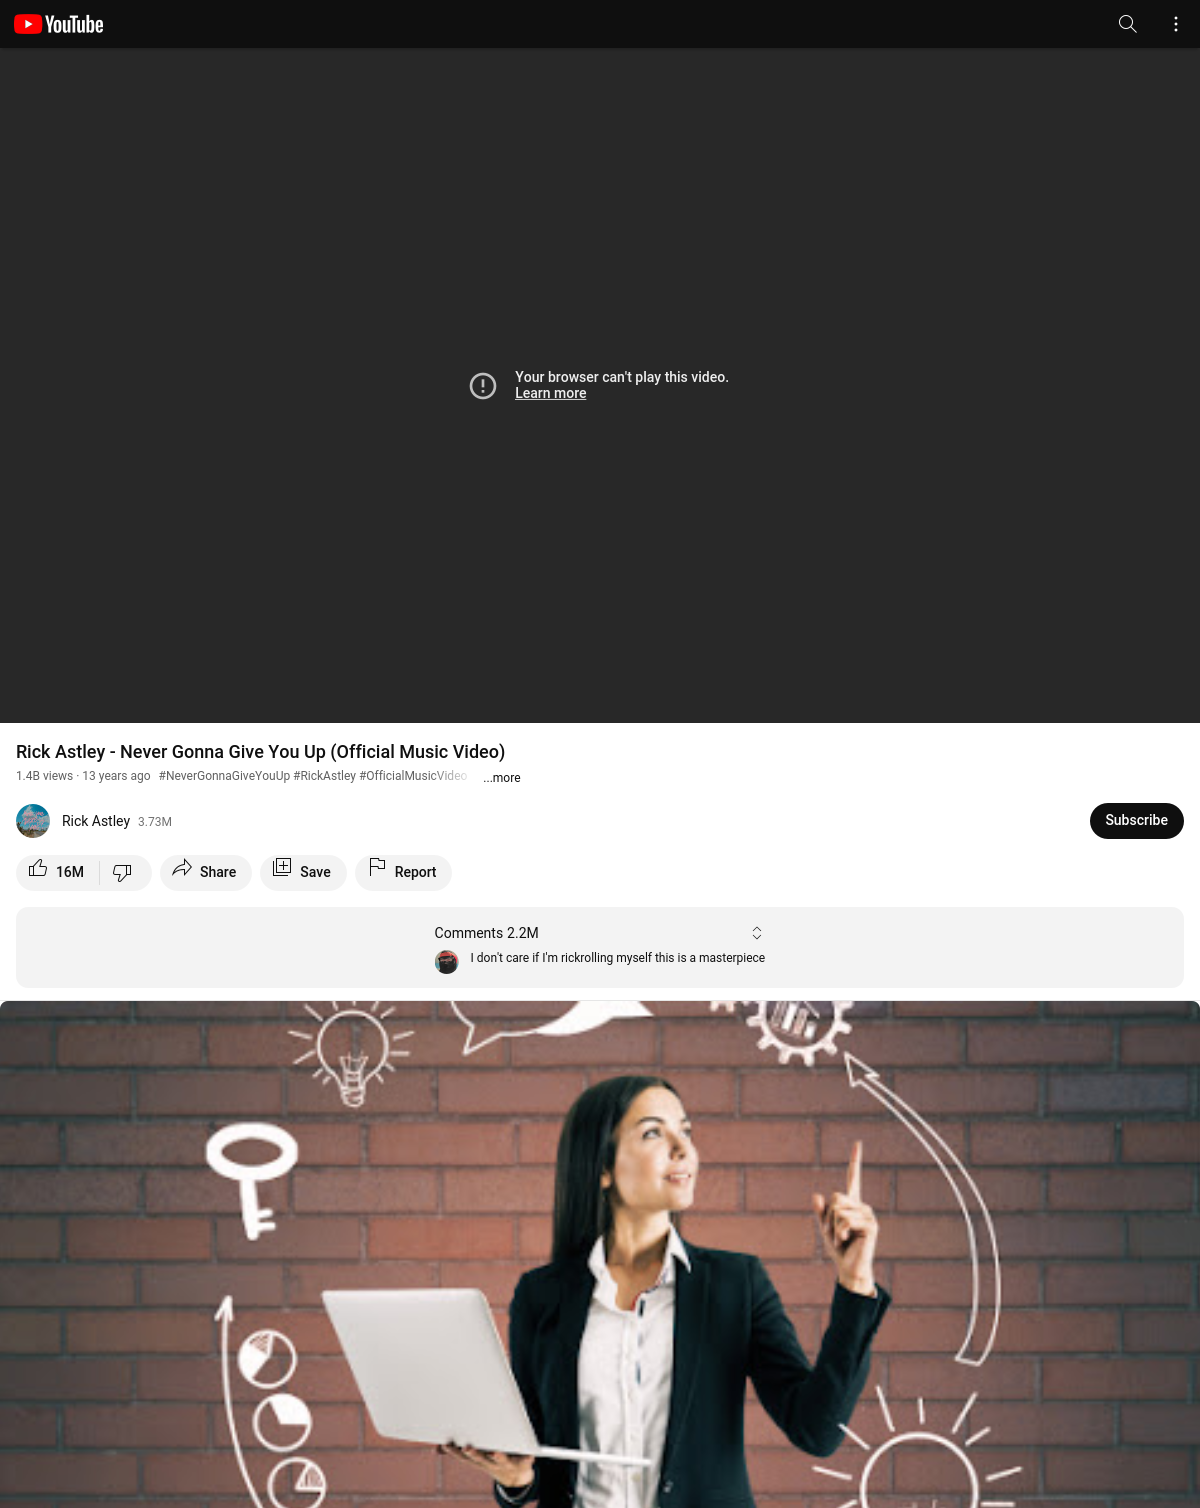 YouTube
Your browser can't play this video.
Learn more
Rick Astley - Never Gonna Give You Up (Official Music Video)
1.4B views · 13 years ago #NeverGonnaGiveYouUp #RickAstley #OfficialMusicVideo ...more
Rick Astley 3.73M
Subscribe
16M Share Save Report
Comments 2.2M
I don't care if I'm rickrolling myself this is a masterpiece